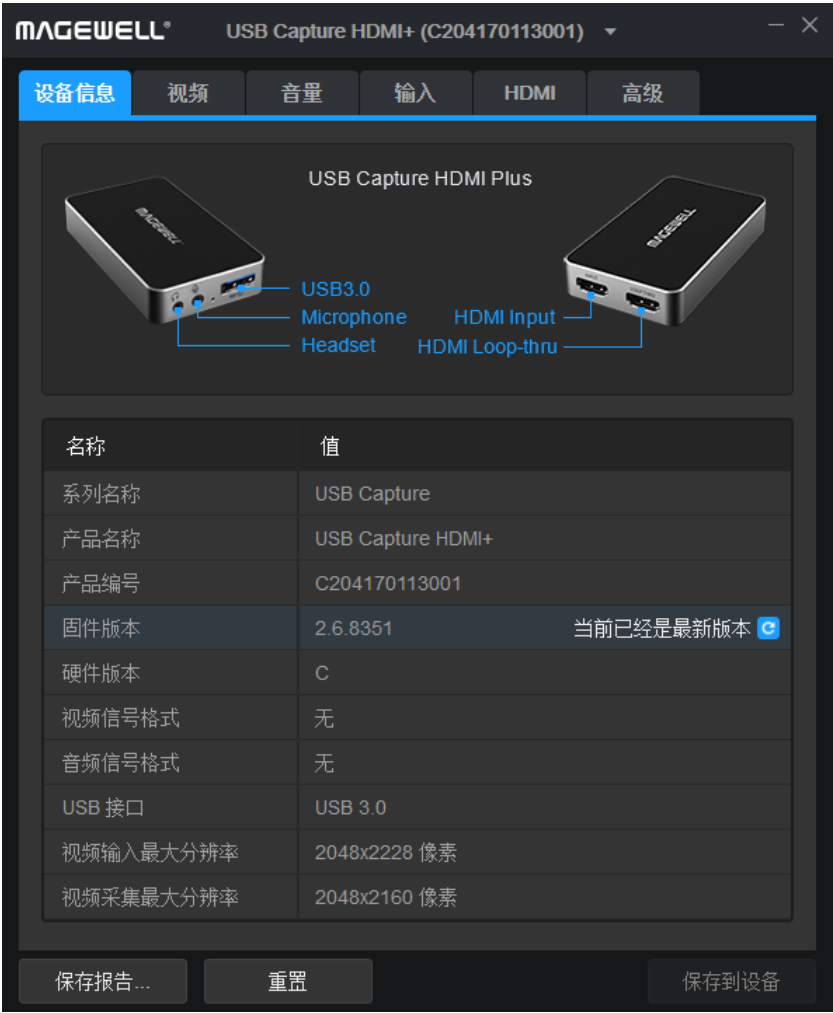 MAGEWELL® USB Capture HDMI+ (C204170113001)
设备信息 视频 音量 输入 HDMI 高级
USB Capture HDMI Plus
MAGEWELL
MAGEWELL
USB3.0
Microphone HDMI Input
Headset HDMI Loop-thru
名称 值
系列名称 USB Capture
产品名称 USB Capture HDMI+
产品编号 C204170113001
固件版本 2.6.8351 当前已经是最新版本
硬件版本 C
视频信号格式 无
音频信号格式 无
USB 接口 USB 3.0
视频输入最大分辨率 2048x2228 像素
视频采集最大分辨率 2048x2160 像素
保存报告... 重置 保存到设备